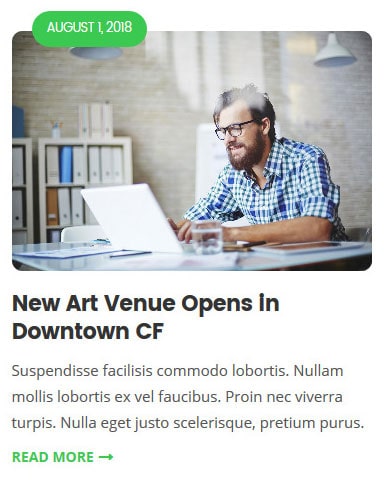 AUGUST 1, 2018
New Art Venue Opens in
Downtown CF
Suspendisse facilisis commodo lobortis. Nullam
mollis lobortis ex vel faucibus. Proin nec viverra
turpis. Nulla eget justo scelerisque, pretium purus.
READ MORE